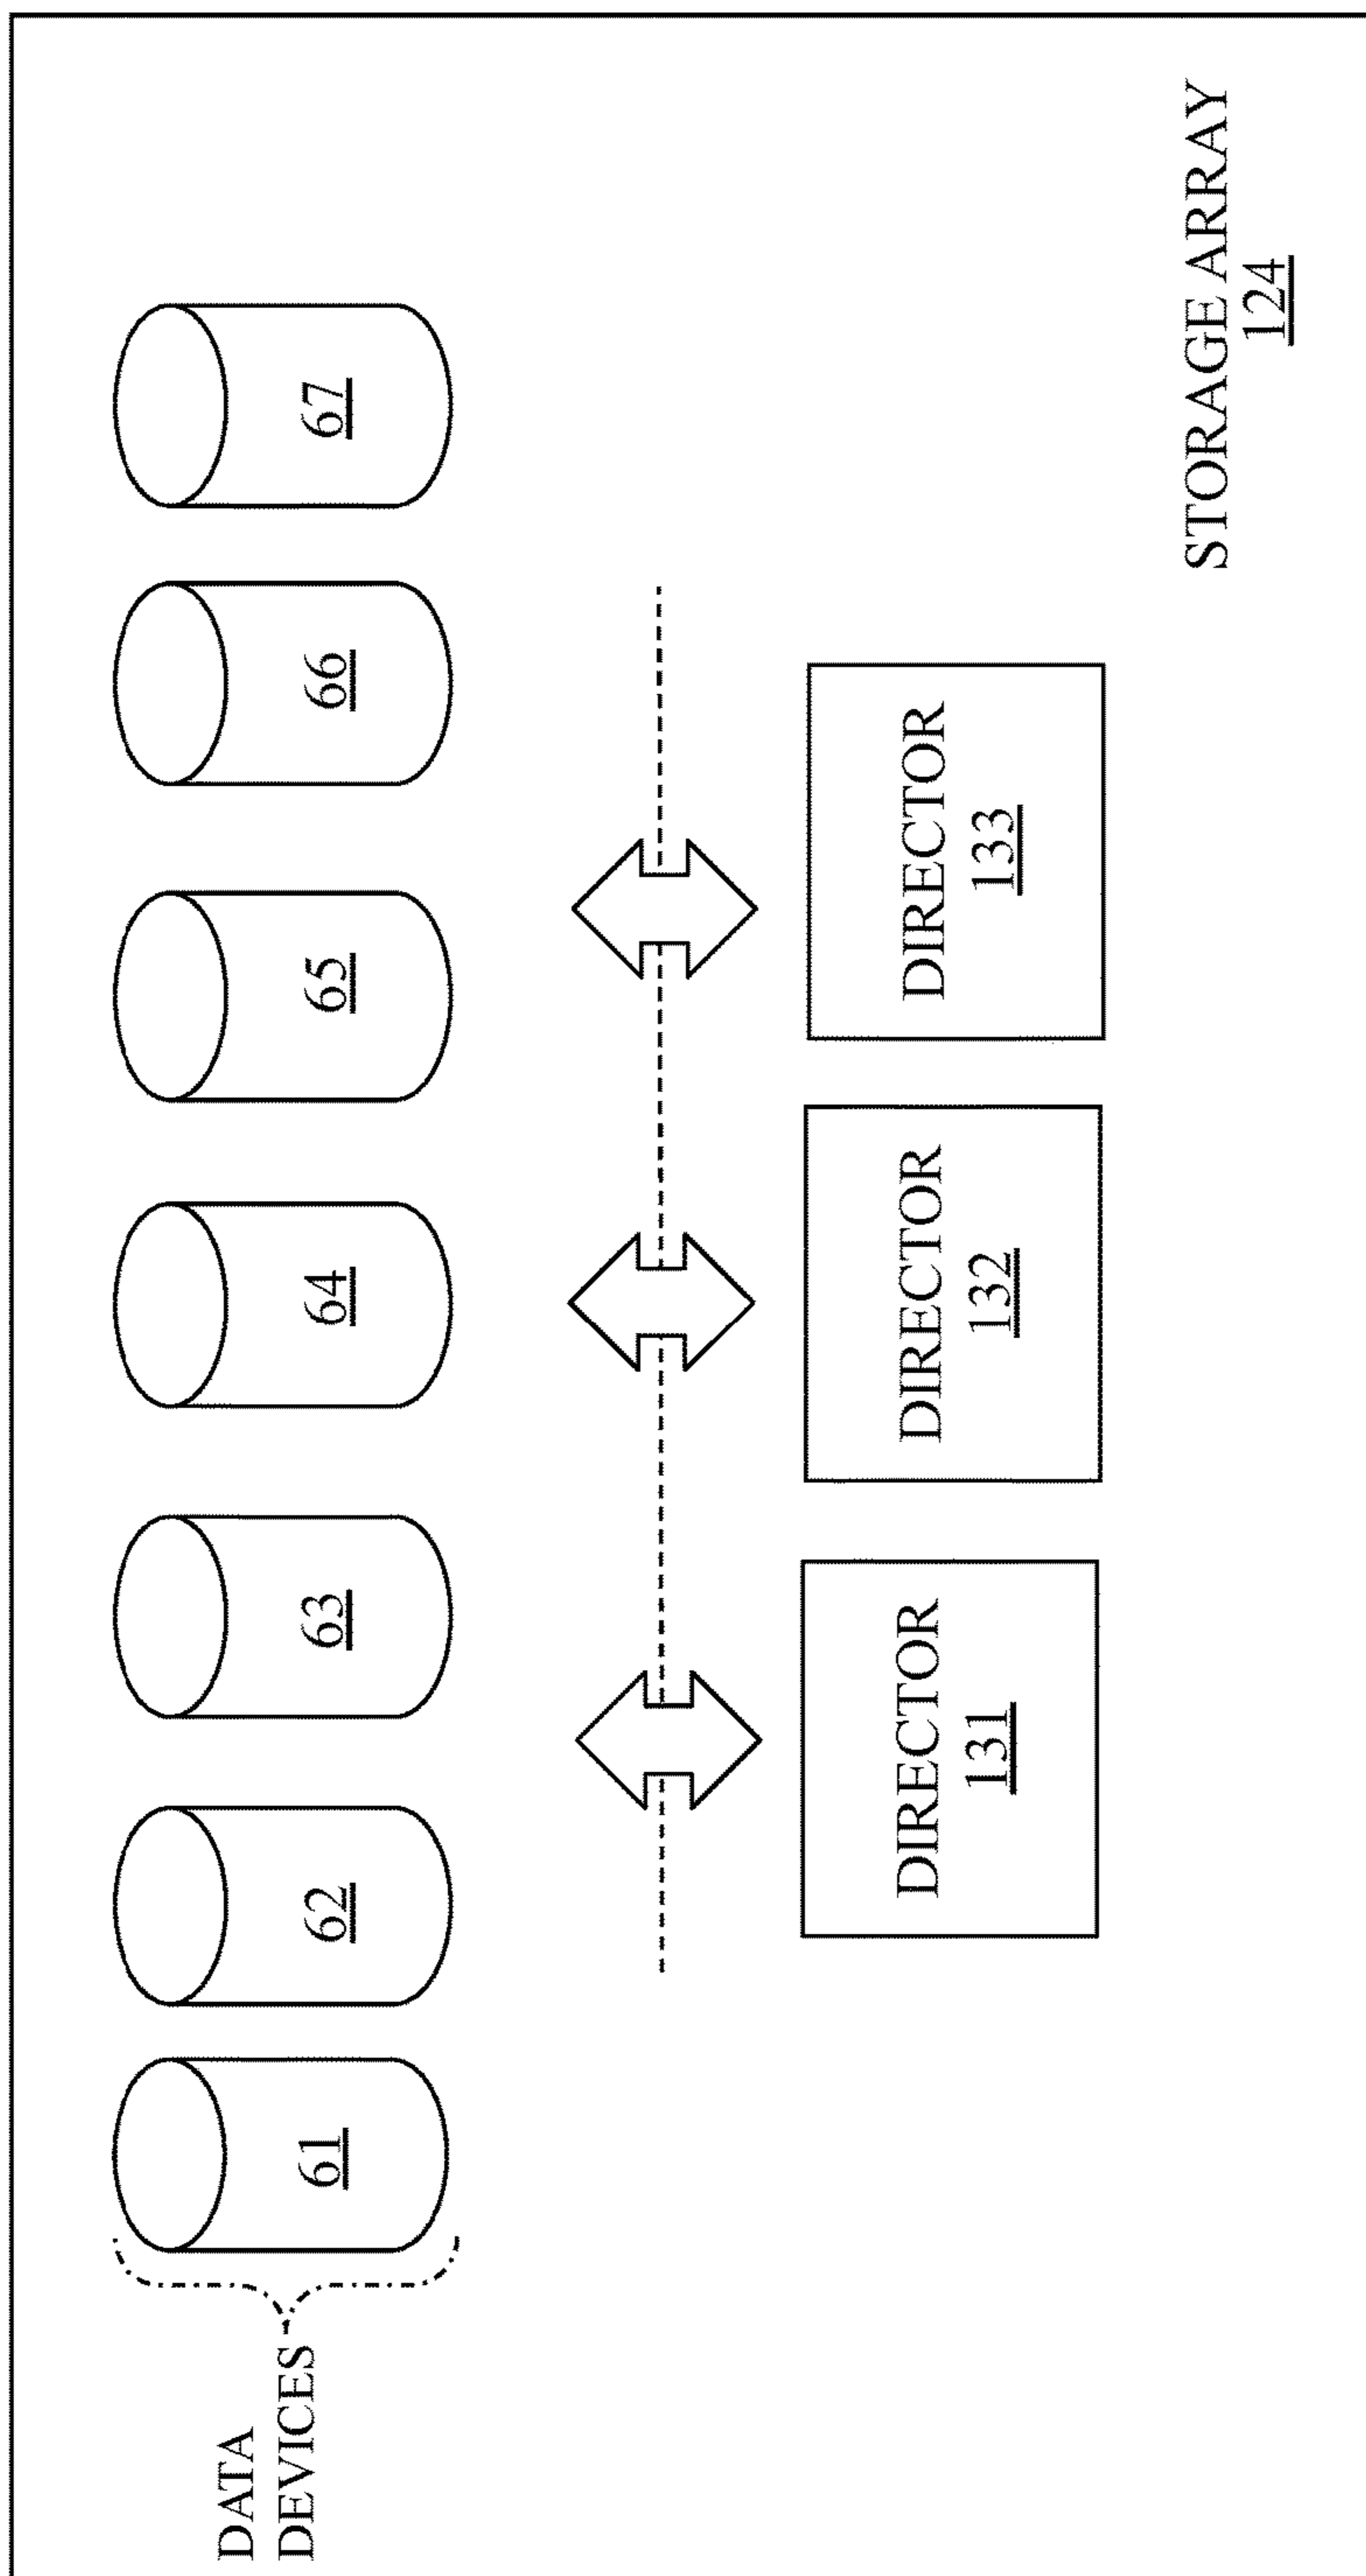 DATA
DEVICES
61
62
63
64
65
66
67
DIRECTOR
131
DIRECTOR
132
DIRECTOR
133
STORAGE ARRAY
124